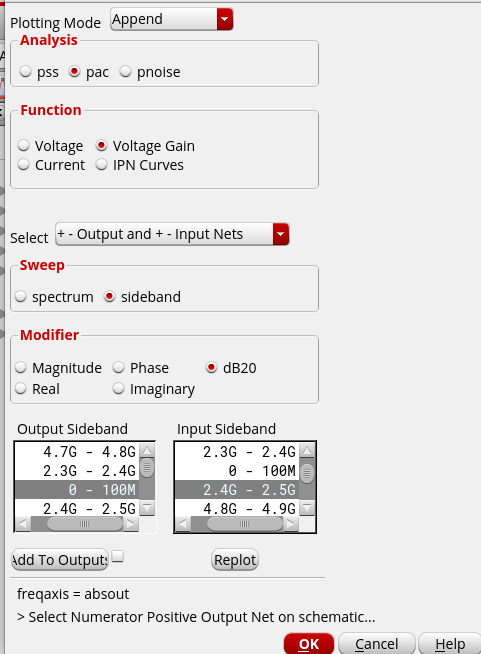 Plotting Mode Append
Analysis
pss pac pnoise
Function
Voltage Voltage Gain
Current IPN Curves
Select + - Output and + - Input Nets
Sweep
spectrum sideband
Modifier
Magnitude Phase dB20
Real Imaginary
Output Sideband Input Sideband
4.7G - 4.8G 2.3G - 2.4G
2.3G - 2.4G 0 - 100M
0 - 100M 2.4G - 2.5G
2.4G - 2.5G 4.8G - 4.9G
Add To Outputs Replot
freqaxis = absout
> Select Numerator Positive Output Net on schematic...
OK Cancel Help